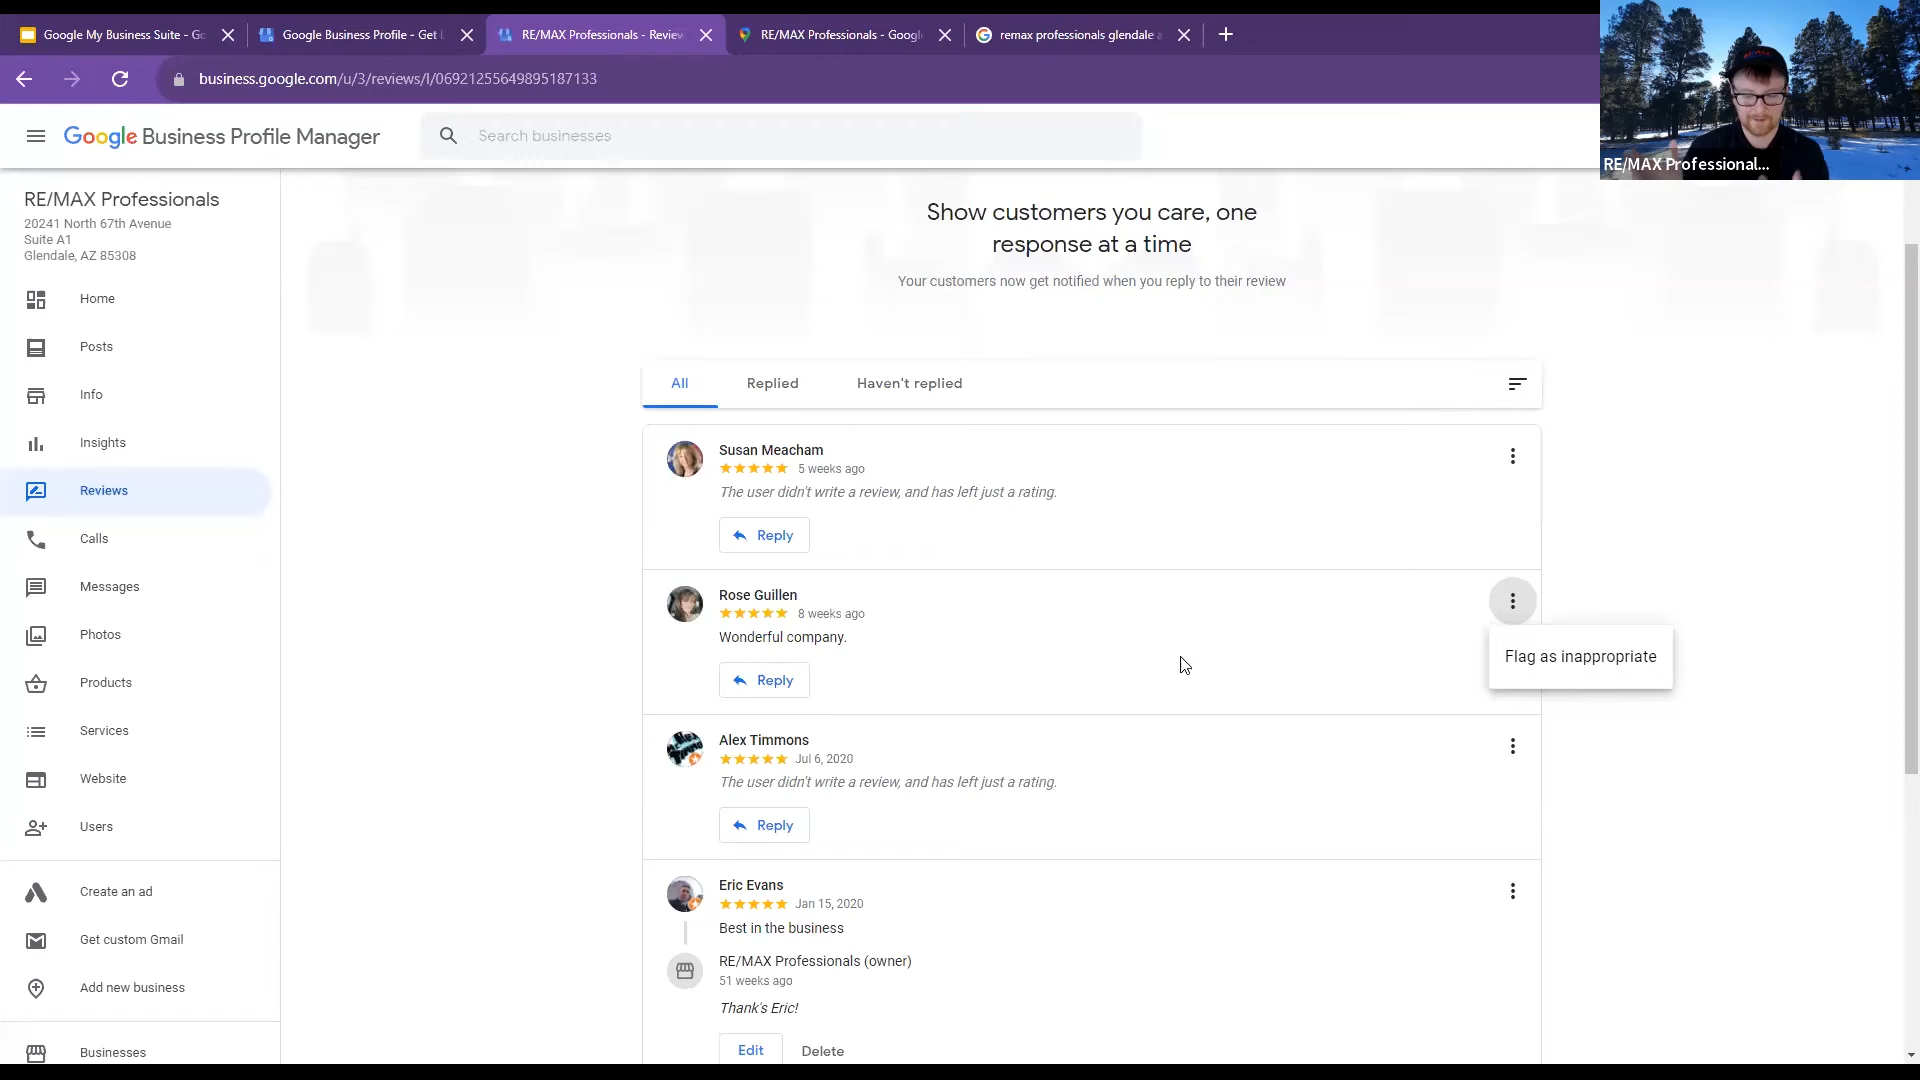 Google My Business Suite - Go
Google Business Profile - Get L
RE/MAX Professionals - Review
RE/MAX Professionals - Google
remax professionals glendale a
business.google.com/u/3/reviews/l/06921255649895187133
RE/MAX Professional...
Google Business Profile Manager
Search businesses
RE/MAX Professionals
20241 North 67th Avenue
Suite A1
Glendale, AZ 85308
Home
Posts
Info
Insights
Reviews
Calls
Messages
Photos
Products
Services
Website
Users
Create an ad
Get custom Gmail
Add new business
Businesses
Show customers you care, one
response at a time
Your customers now get notified when you reply to their review
All
Replied
Haven't replied
Susan Meacham
5 weeks ago
The user didn't write a review, and has left just a rating.
Reply
Rose Guillen
8 weeks ago
Wonderful company.
Reply
Flag as inappropriate
Alex Timmons
Jul 6, 2020
The user didn't write a review, and has left just a rating.
Reply
Eric Evans
Jan 15, 2020
Best in the business
RE/MAX Professionals (owner)
51 weeks ago
Thank's Eric!
Edit
Delete